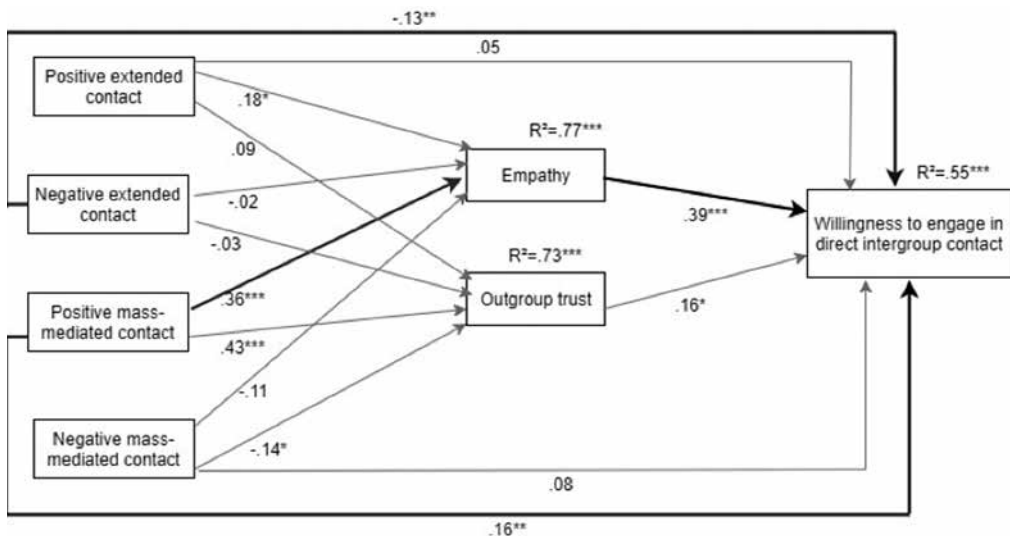 -.13**
.05
Positive extended
contact
.18*
R²=.77***
.09
Empathy
R²=.55***
Negative extended
contact
-.02
.39***
Willingness to engage in
direct intergroup contact
-.03
R²=.73***
Positive mass-
mediated contact
.36***
Outgroup trust
.16*
.43***
-.11
Negative mass-
mediated contact
-.14*
.08
.16**